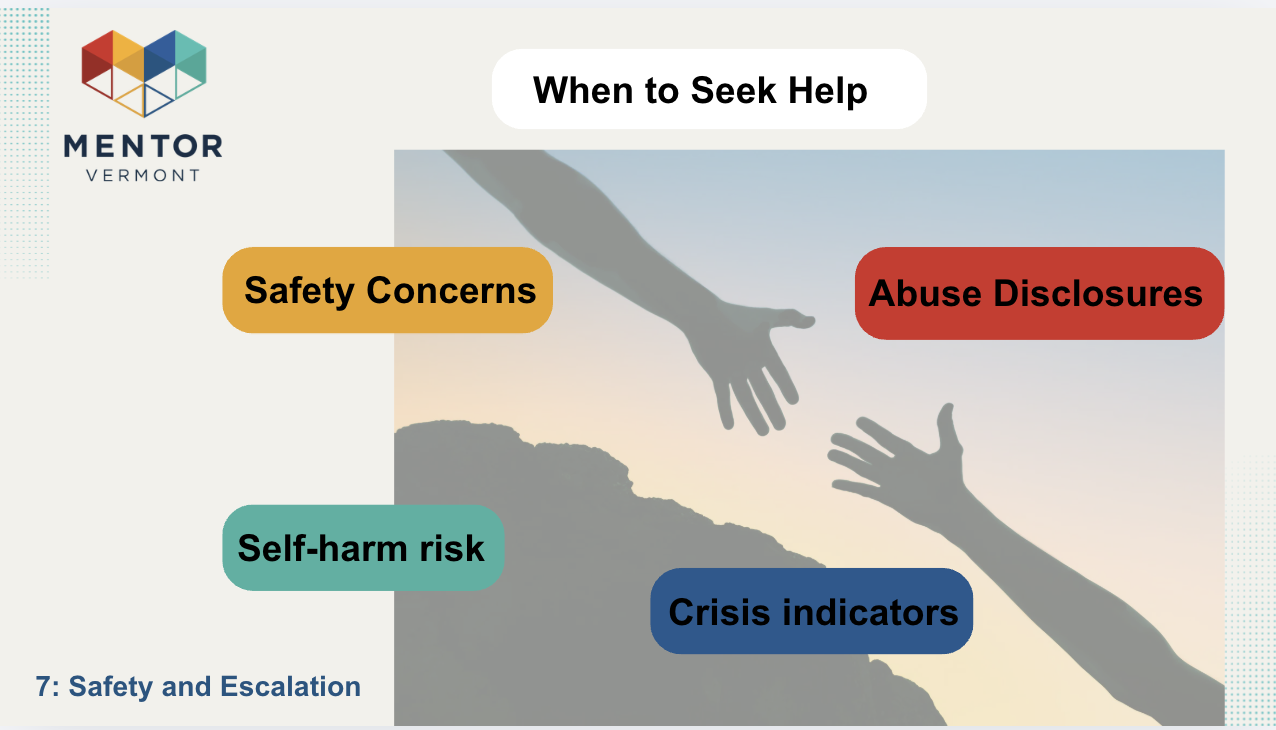 MENTOR
VERMONT
When to Seek Help
Safety Concerns
Abuse Disclosures
Self-harm risk
Crisis indicators
7: Safety and Escalation